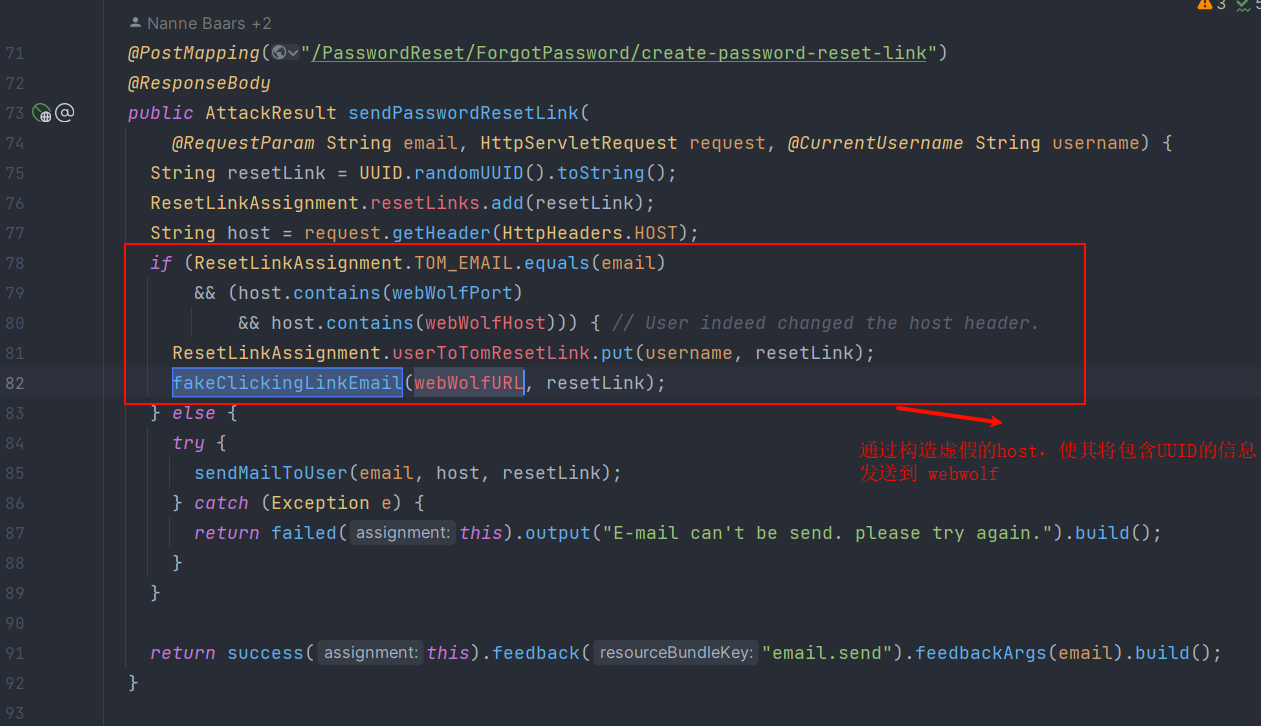 3 5
Nanne Baars +2
71 @PostMapping("/PasswordReset/ForgotPassword/create-password-reset-link")
72 @ResponseBody
73 public AttackResult sendPasswordResetLink(
74 @RequestParam String email, HttpServletRequest request, @CurrentUsername String username) {
75 String resetLink = UUID.randomUUID().toString();
76 ResetLinkAssignment.resetLinks.add(resetLink);
77 String host = request.getHeader(HttpHeaders.HOST);
78 if (ResetLinkAssignment.TOM_EMAIL.equals(email)
79 && (host.contains(webWolfPort)
80 && host.contains(webWolfHost))) { // User indeed changed the host header.
81 ResetLinkAssignment.userToTomResetLink.put(username, resetLink);
82 fakeClickingLinkEmail(webWolfURL, resetLink);
83 } else {
84 try {
85 sendMailToUser(email, host, resetLink);
86 } catch (Exception e) {
87 return failed( assignment: this).output("E-mail can't be send. please try again.").build();
88 }
89 }
90
91 return success( assignment: this).feedback( resourceBundleKey: "email.send").feedbackArgs(email).build();
92 }
93
通过构造虚假的host，使其将包含UUID的信息
发送到 webwolf